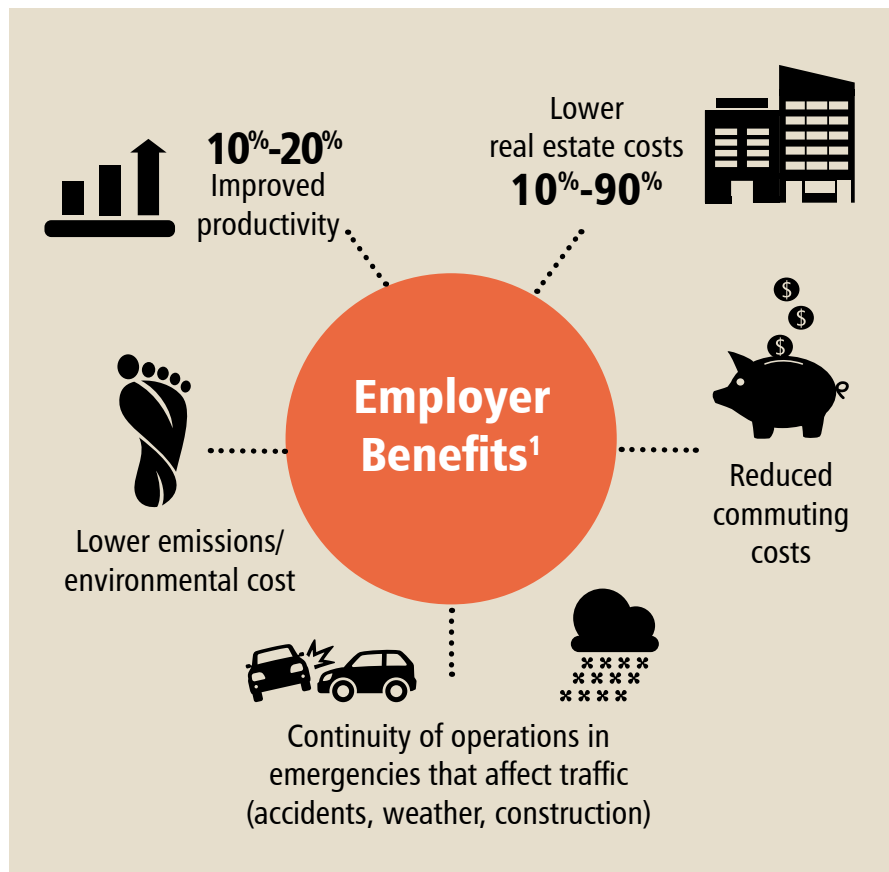 10%-20%
Improved
productivity
Lower
real estate costs
10%-90%
$
$
$
Employer
Benefits1
Reduced
commuting
costs
Lower emissions/
environmental cost
Continuity of operations in
emergencies that affect traffic
(accidents, weather, construction)